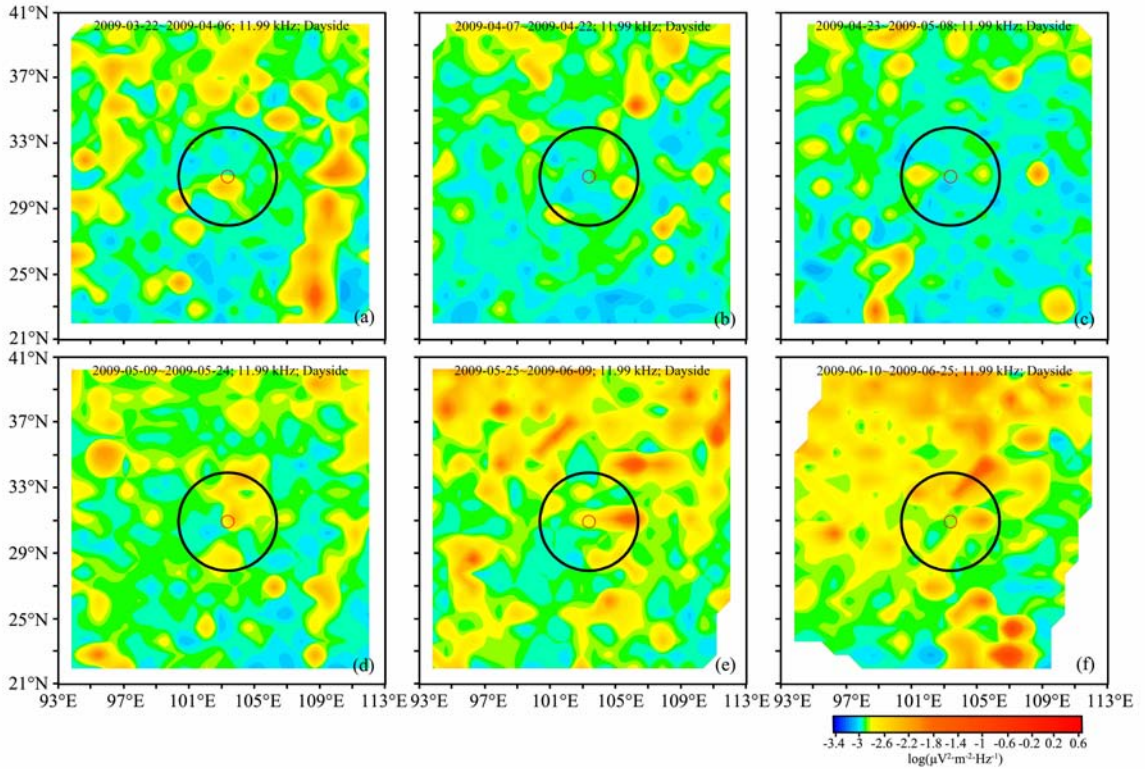 41°N
37°N
33°N
29°N
25°N
21°N
2009-03-22~2009-04-06; 11.99 kHz; Dayside
(a)
2009-04-07~2009-04-22; 11.99 kHz; Dayside
(b)
2009-04-23~2009-05-08; 11.99 kHz; Dayside
(c)
41°N
37°N
33°N
29°N
25°N
21°N
2009-05-09~2009-05-24; 11.99 kHz; Dayside
(d)
2009-05-25~2009-06-09; 11.99 kHz; Dayside
(e)
2009-06-10~2009-06-25; 11.99 kHz; Dayside
(f)
93°E 97°E 101°E 105°E 109°E 113°E
93°E 97°E 101°E 105°E 109°E 113°E
93°E 97°E 101°E 105°E 109°E 113°E
-3.4 -3 -2.6 -2.2 -1.8 -1.4 -1 -0.6 -0.2 0.2 0.6
log(μV²·m⁻²·Hz⁻¹)